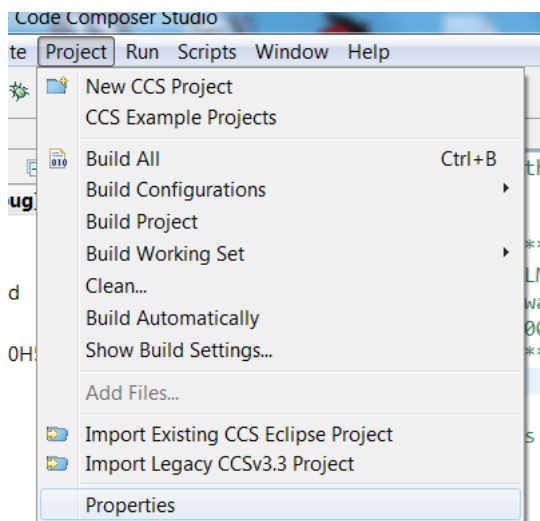 Code Composer Studio
te Project Run Scripts Window Help
New CCS Project
CCS Example Projects
Build All Ctrl+B
ug]
Build Configurations
Build Project
Build Working Set
d
Clean...
Build Automatically
0H
Show Build Settings...
Add Files...
Import Existing CCS Eclipse Project
s
Import Legacy CCSv3.3 Project
Properties